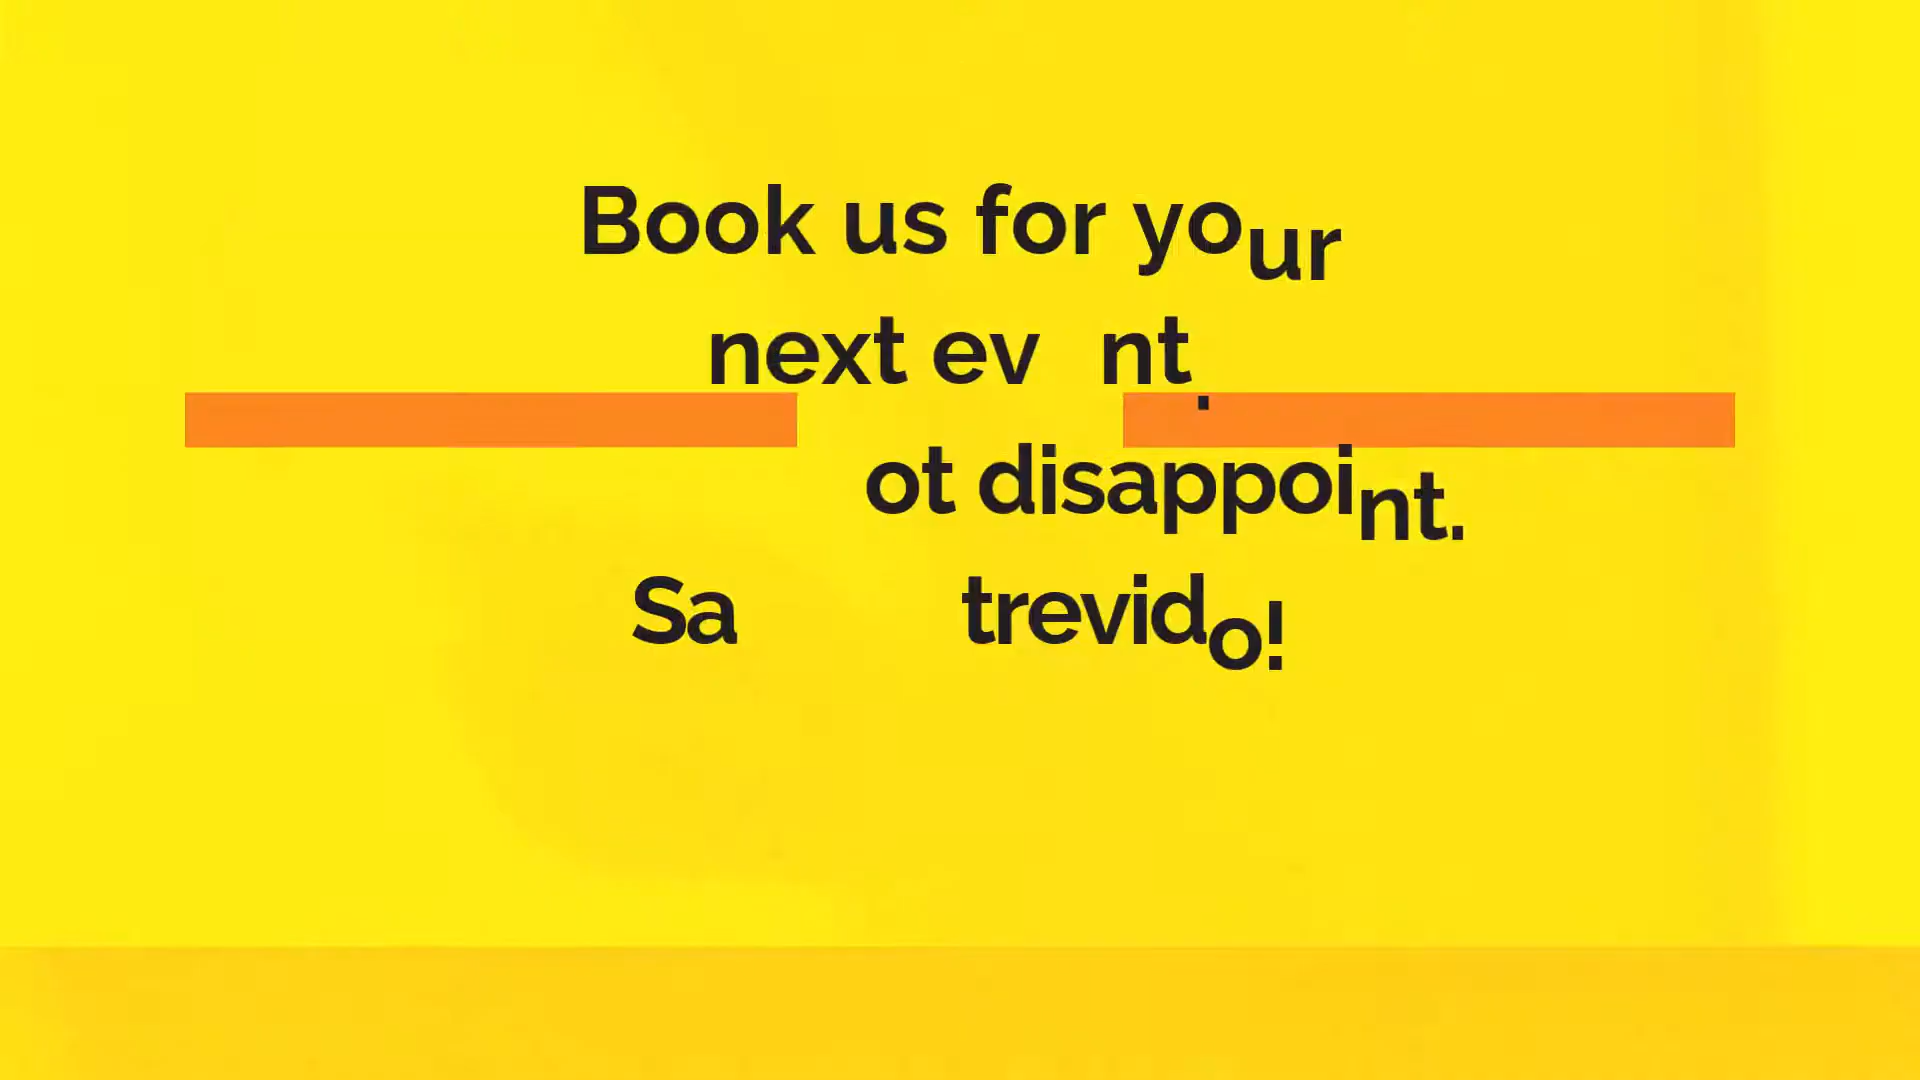 Book us for your
next ev nt.
ot disappoint.
Sa trevido!